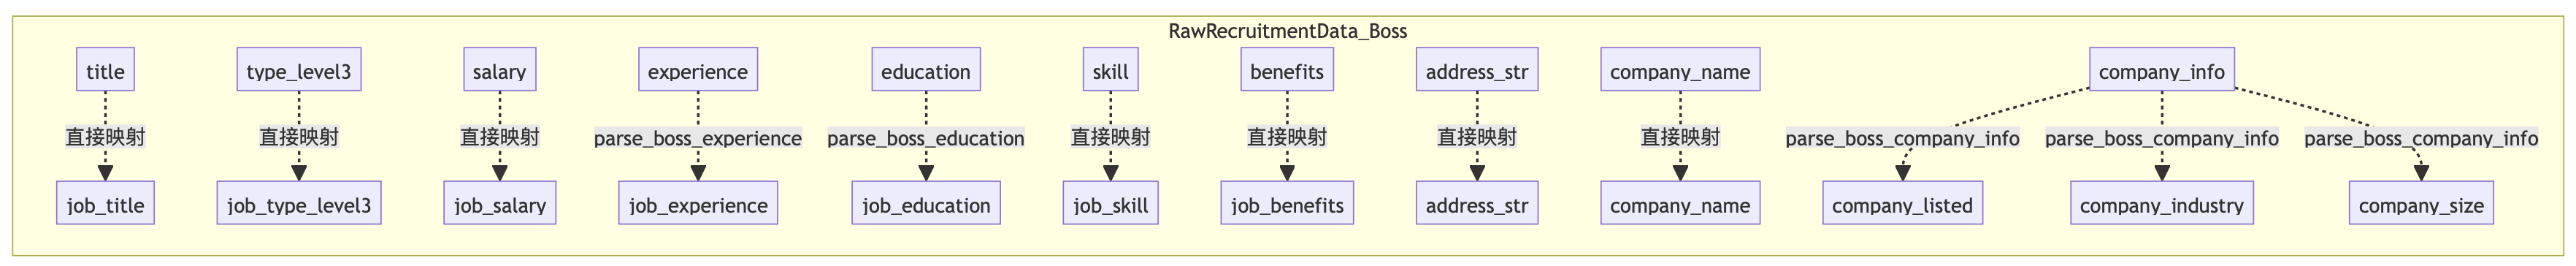 RawRecruitmentData_Boss
title
type_level3
salary
experience
education
skill
benefits
address_str
company_name
company_info
直接映射
直接映射
直接映射
parse_boss_experience
parse_boss_education
直接映射
直接映射
直接映射
直接映射
parse_boss_company_info
parse_boss_company_info
parse_boss_company_info
job_title
job_type_level3
job_salary
job_experience
job_education
job_skill
job_benefits
address_str
company_name
company_listed
company_industry
company_size